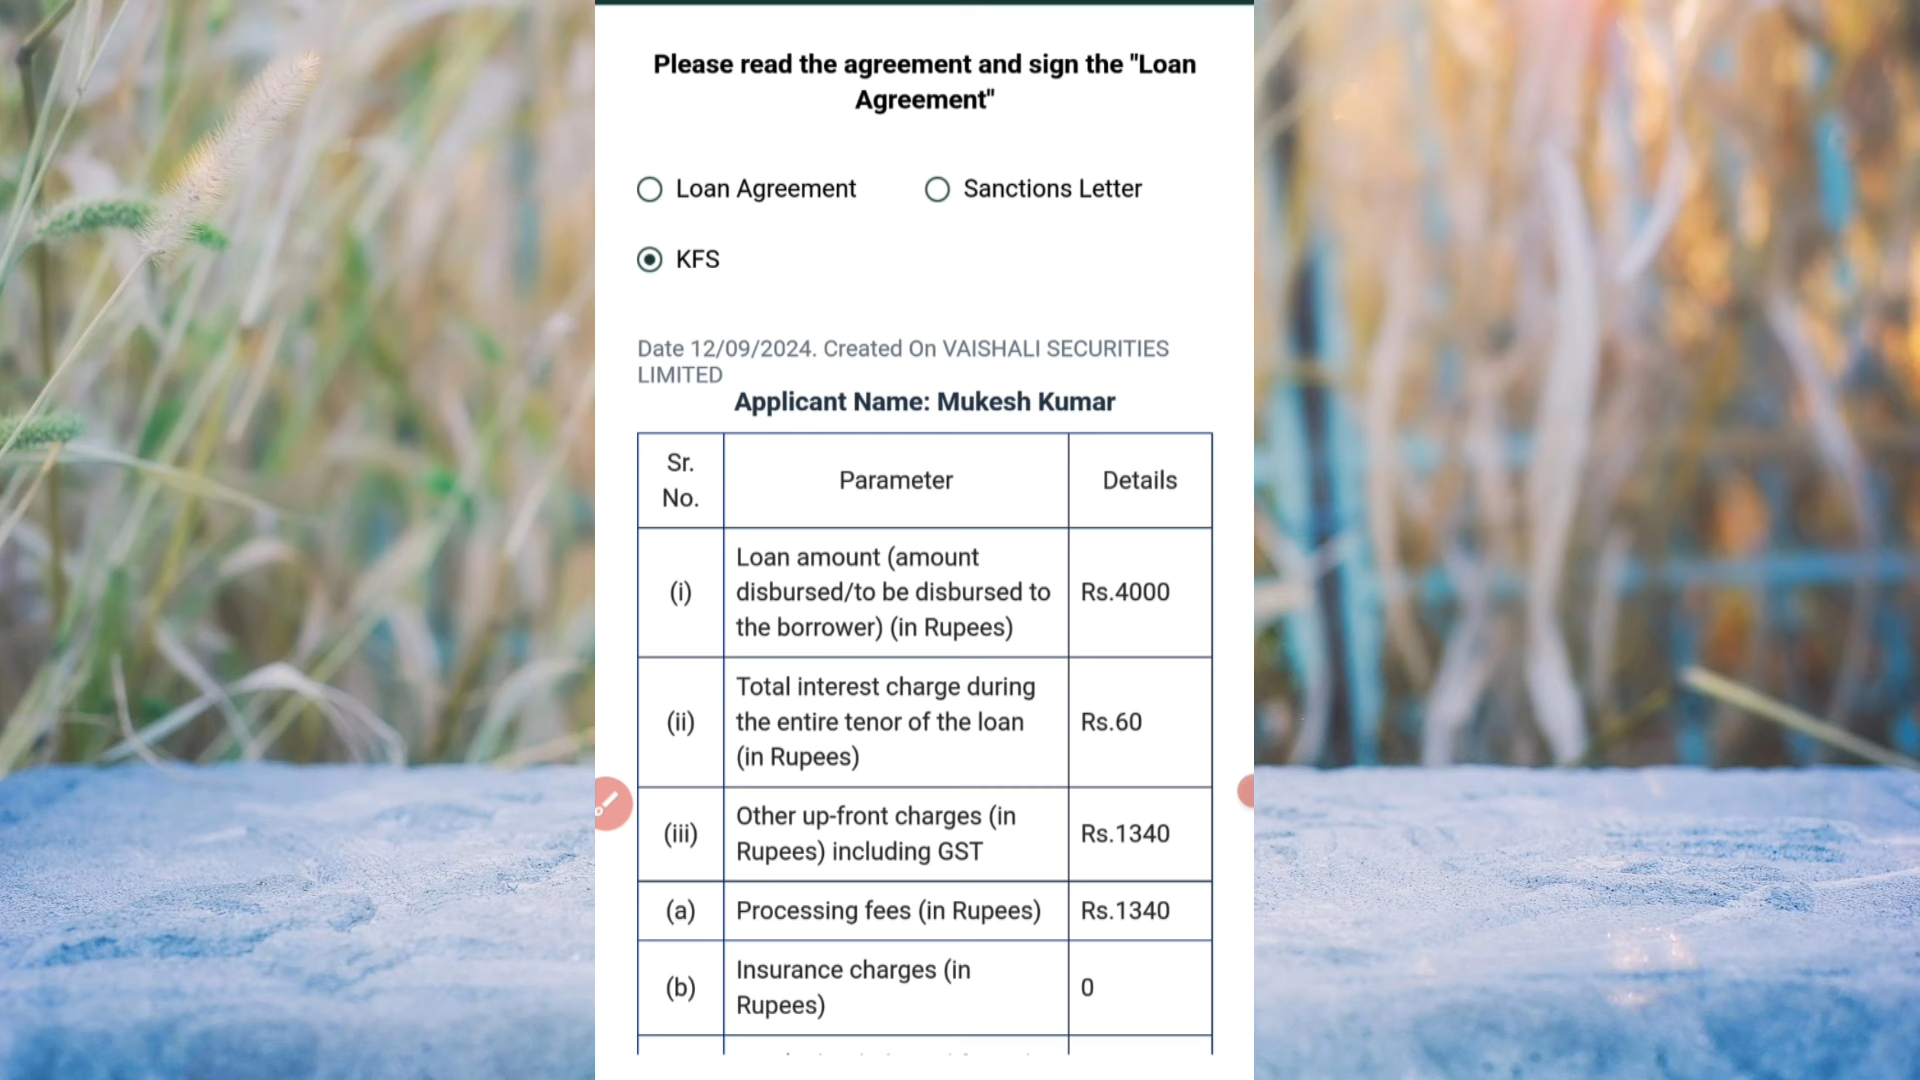 Please read the agreement and sign the "Loan
Agreement"
Loan Agreement
Sanctions Letter
KFS
Date 12/09/2024. Created On VAISHALI SECURITIES
LIMITED
Applicant Name: Mukesh Kumar
Sr.
No.
Parameter
Details
(i)
Loan amount (amount
disbursed/to be disbursed to
the borrower) (in Rupees)
Rs.4000
(ii)
Total interest charge during
the entire tenor of the loan
(in Rupees)
Rs.60
(iii)
Other up-front charges (in
Rupees) including GST
Rs.1340
(a)
Processing fees (in Rupees)
Rs.1340
(b)
Insurance charges (in
Rupees)
0